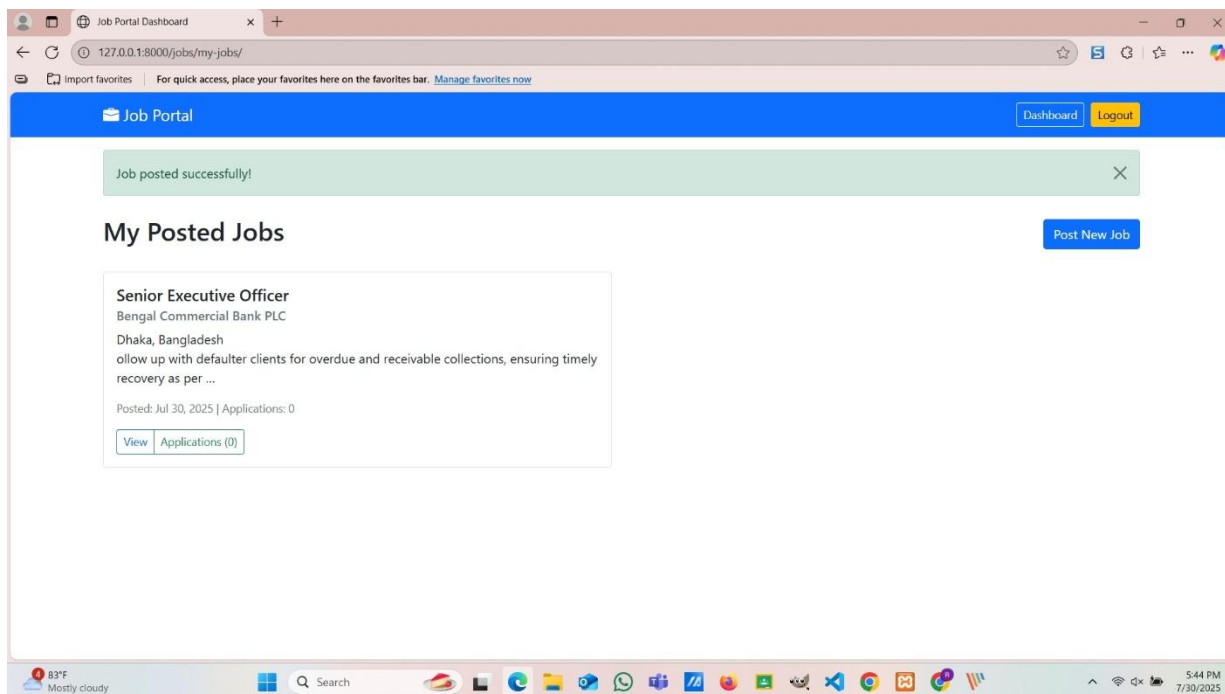 Job Portal Dashboard
127.0.0.1:8000/jobs/my-jobs/
Import favorites For quick access, place your favorites here on the favorites bar. Manage favorites now
Job Portal Dashboard Logout
Job posted successfully!
My Posted Jobs Post New Job
Senior Executive Officer
Bengal Commercial Bank PLC
Dhaka, Bangladesh
ollow up with defaulter clients for overdue and receivable collections, ensuring timely
recovery as per ...
Posted: Jul 30, 2025 | Applications: 0
View Applications (0)
4 83°F
Mostly cloudy
Search
5:44 PM
7/30/2025